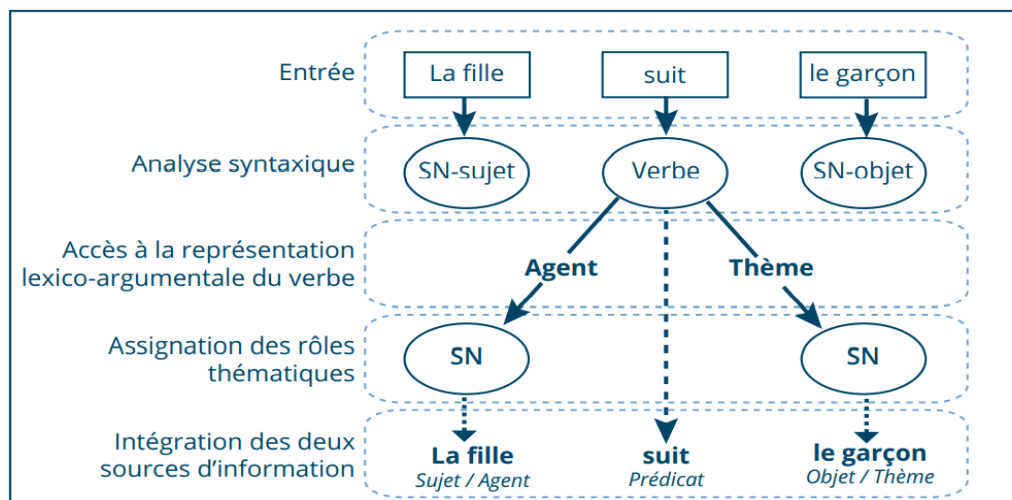 Entrée
La fille
suit
le garçon
Analyse syntaxique
SN-sujet
Verbe
SN-objet
Accès à la représentation
lexico-argumentale du verbe
Agent
Thème
Assignation des rôles
thématiques
SN
SN
Intégration des deux
sources d’information
La fille
Sujet / Agent
suit
Prédicat
le garçon
Objet / Thème